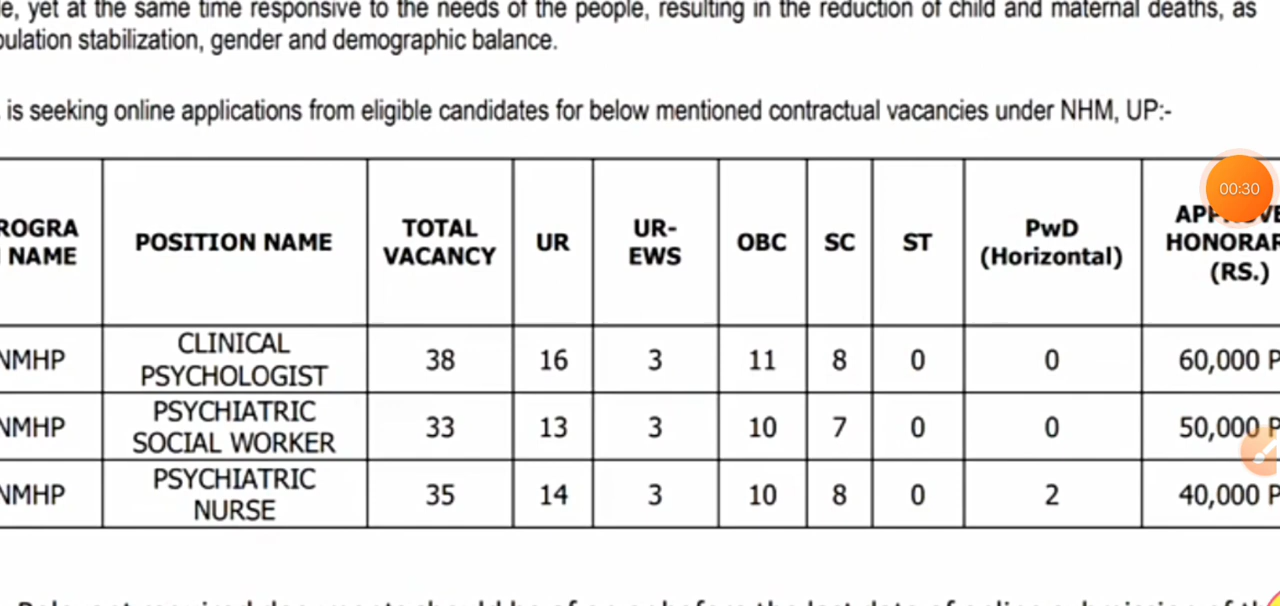 e, yet at the same time responsive to the needs of the people, resulting in the reduction of child and maternal deaths, as
pulation stabilization, gender and demographic balance.
is seeking online applications from eligible candidates for below mentioned contractual vacancies under NHM, UP:-
ROGRA NAME POSITION NAME TOTAL VACANCY UR UR-EWS OBC SC ST PwD (Horizontal) HONORAR (RS.)
00:30
NMHP CLINICAL PSYCHOLOGIST 38 16 3 11 8 0 0 60,000 P
NMHP PSYCHIATRIC SOCIAL WORKER 33 13 3 10 7 0 0 50,000 P
NMHP PSYCHIATRIC NURSE 35 14 3 10 8 0 2 40,000 P